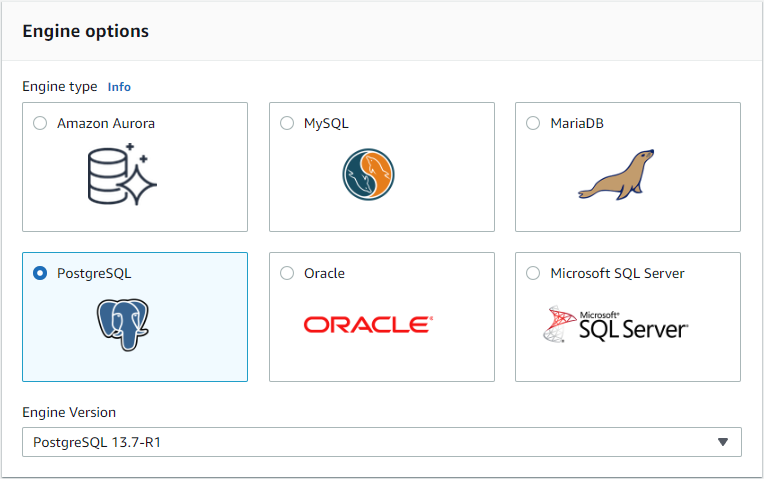 Engine options
Engine type Info
Amazon Aurora
MySQL
MariaDB
PostgreSQL
Oracle
Microsoft SQL Server
ORACLE
Microsoft
SQL Server
Engine Version
PostgreSQL 13.7-R1